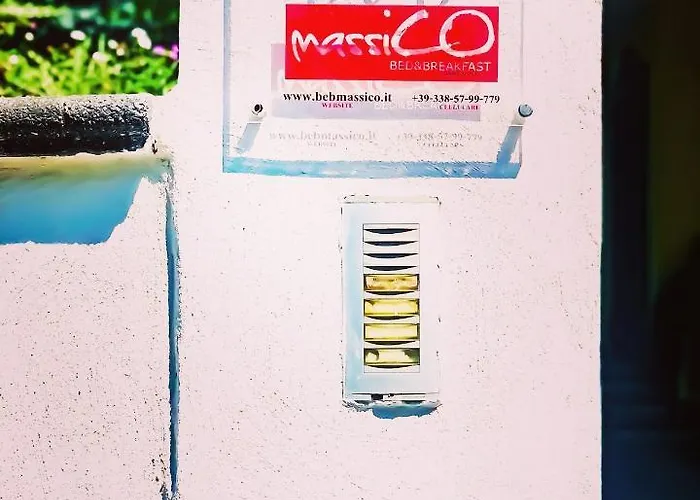 massiCO
BED&BREAKFAST
www.bebmassico.it +39-338-57-99-779
WEBSITE CELLULARE